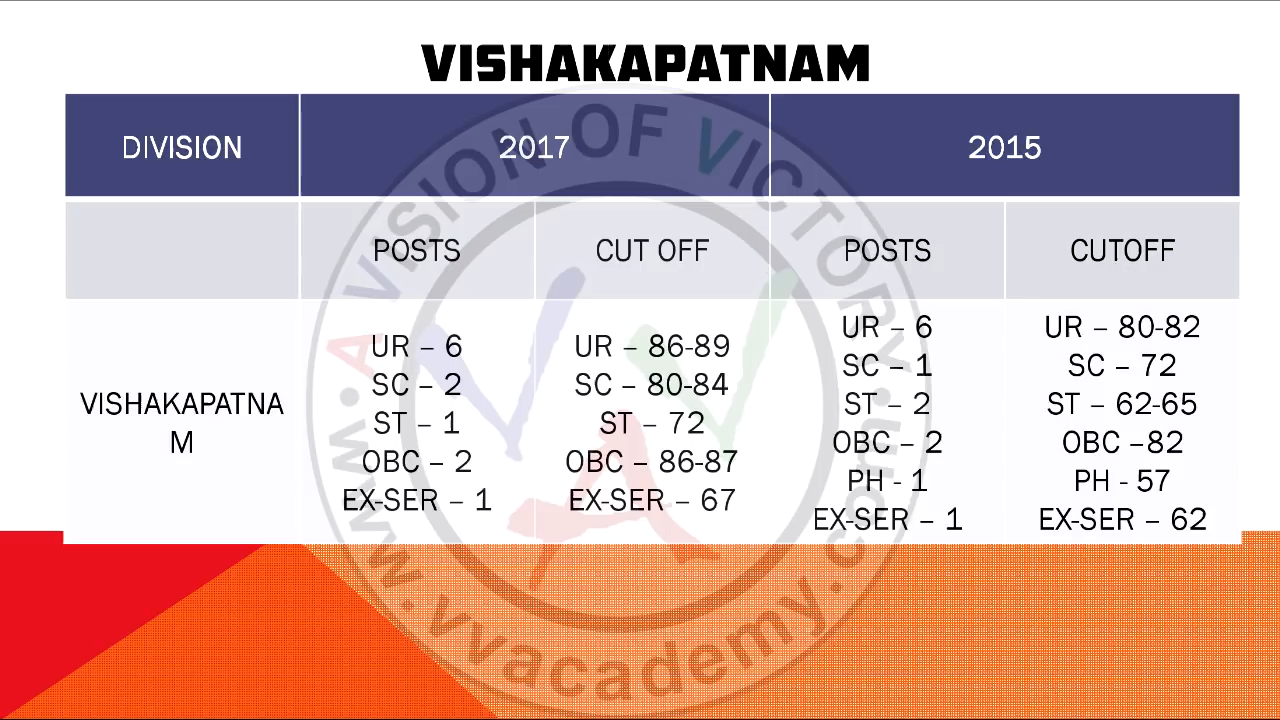 VISHAKAPATNAM
DIVISION 2017 2015
POSTS CUT OFF POSTS CUTOFF
VISHAKAPATNA
M
UR – 6
SC – 2
ST – 1
OBC – 2
EX-SER – 1
UR – 86-89
SC – 80-84
ST – 72
OBC – 86-87
EX-SER – 67
UR – 6
SC – 1
ST – 2
OBC – 2
PH - 1
EX-SER – 1
UR – 80-82
SC – 72
ST – 62-65
OBC –82
PH - 57
EX-SER – 62
A VISION OF VICTORY
www.vvacademy.co.in